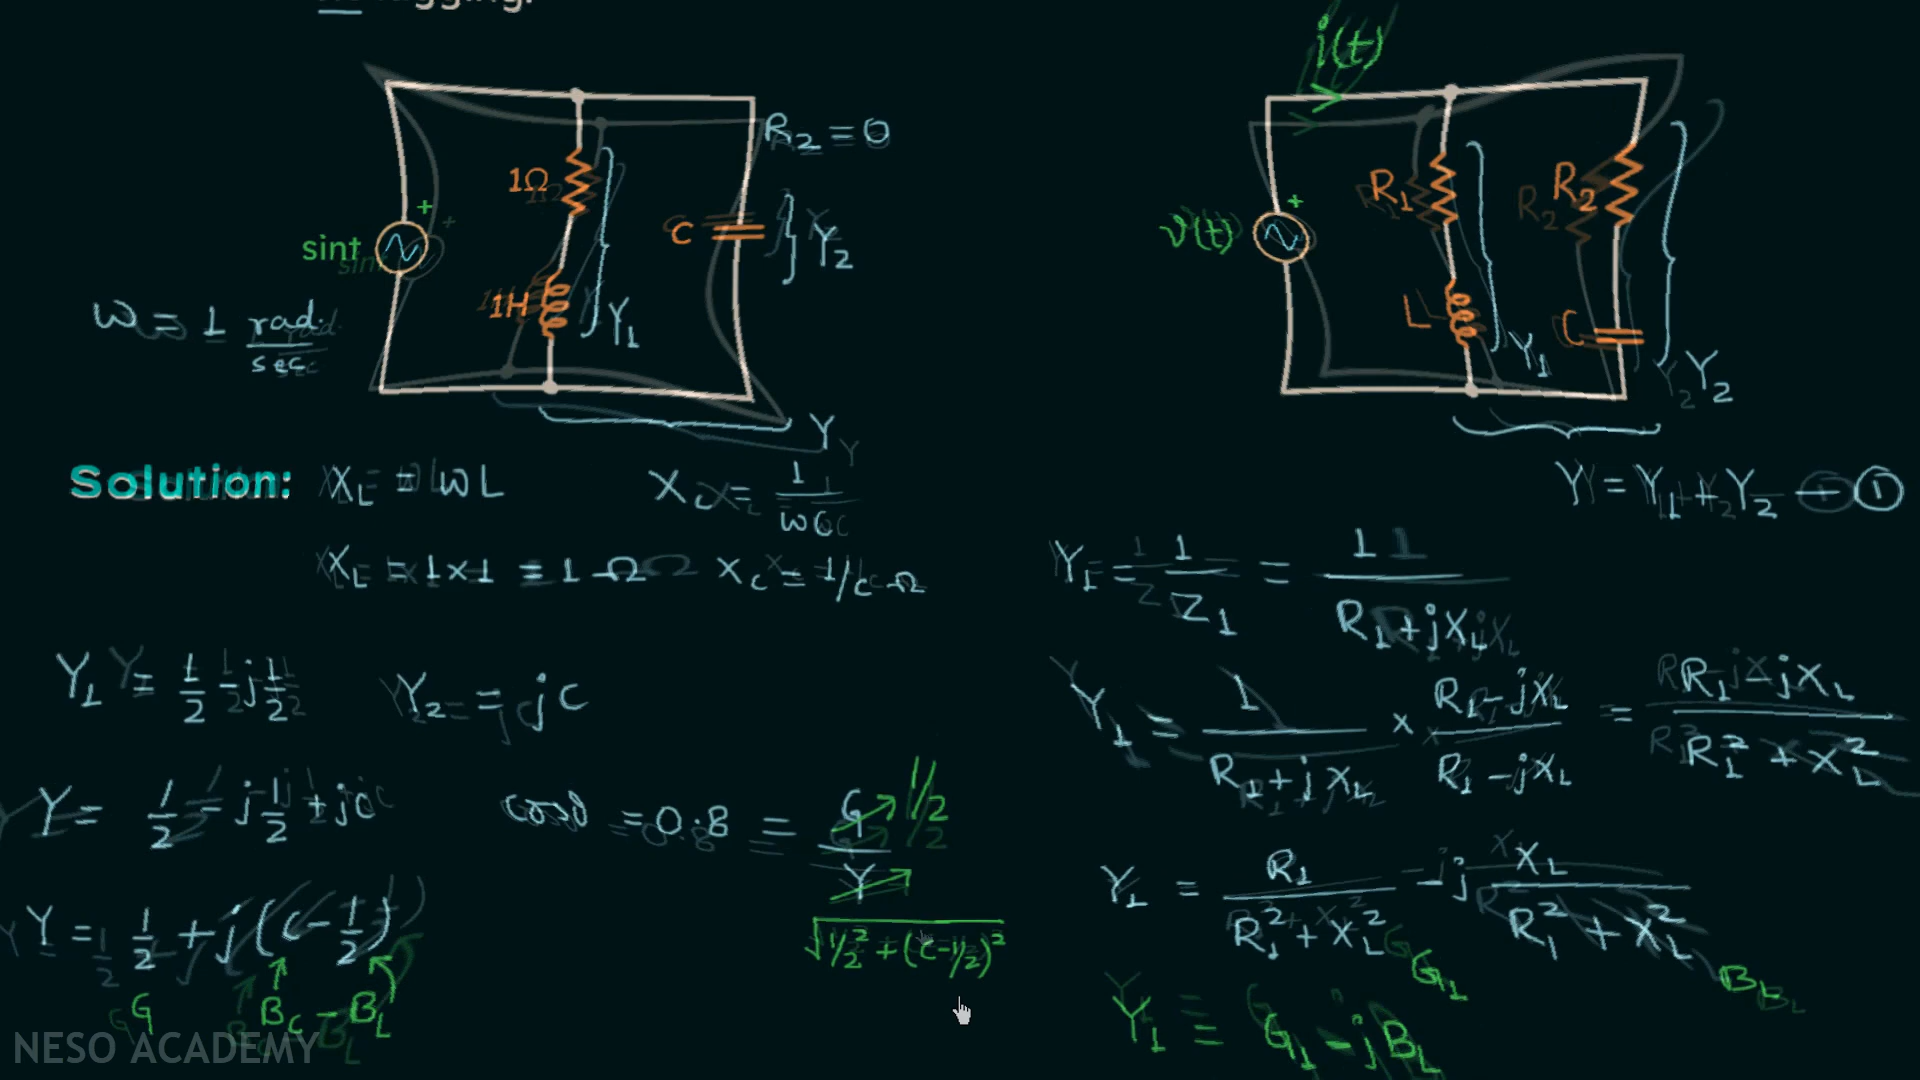 lagging.
i(t)
R₂ = 0
1Ω
R₁
R₂
sint
+
C
Y₂
v(t)
+
ω = 1 rad/sec
1H
Y₁
L
Y₁
C
Y₂
Y
Solution: X_L = ωL
X_C = 1/ωC
Y = Y₁ + Y₂ — ①
X_L = 1×1 = 1 Ω
X_C = 1/C Ω
Y₁ = 1/Z₁ = 1/(R₁+jX_L)
Y₁ = 1/2 - j1/2
Y₂ = jC
Y₁ = 1/(R₁+jX_L) × (R₁-jX_L)/(R₁-jX_L) = (R₁-jX_L)/(R₁²+X_L²)
Y = 1/2 - j1/2 + jC
cosθ = 0.8 = G/Y
1/2
√(1/2² + (C-1/2)²)
Y₁ = R₁/(R₁²+X_L²) - j X_L/(R₁²+X_L²)
Y = 1/2 + j(C-1/2)
G
B_C - B_L
G₁
B_L
Y₁ = G₁ - jB_L
NESO ACADEMY